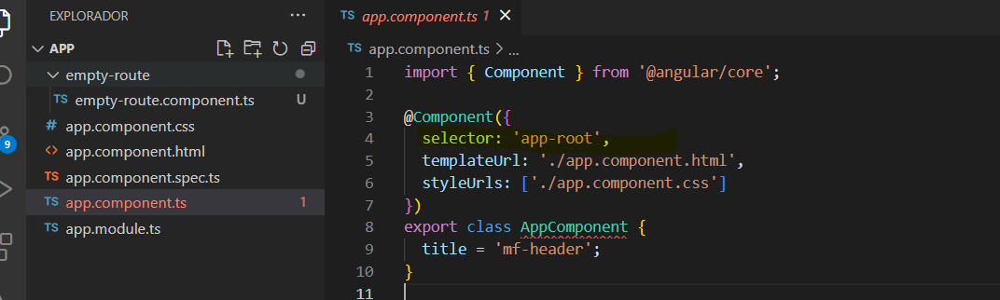 EXPLORADOR ...
APP
empty-route
TS empty-route.component.ts U
# app.component.css
<> app.component.html
TS app.component.spec.ts
TS app.component.ts 1
TS app.module.ts
9
TS app.component.ts 1 ×
TS app.component.ts > ...
1 import { Component } from '@angular/core';
2
3 @Component({
4 selector: 'app-root',
5 templateUrl: './app.component.html',
6 styleUrls: ['./app.component.css']
7 })
8 export class AppComponent {
9 title = 'mf-header';
10 }
11